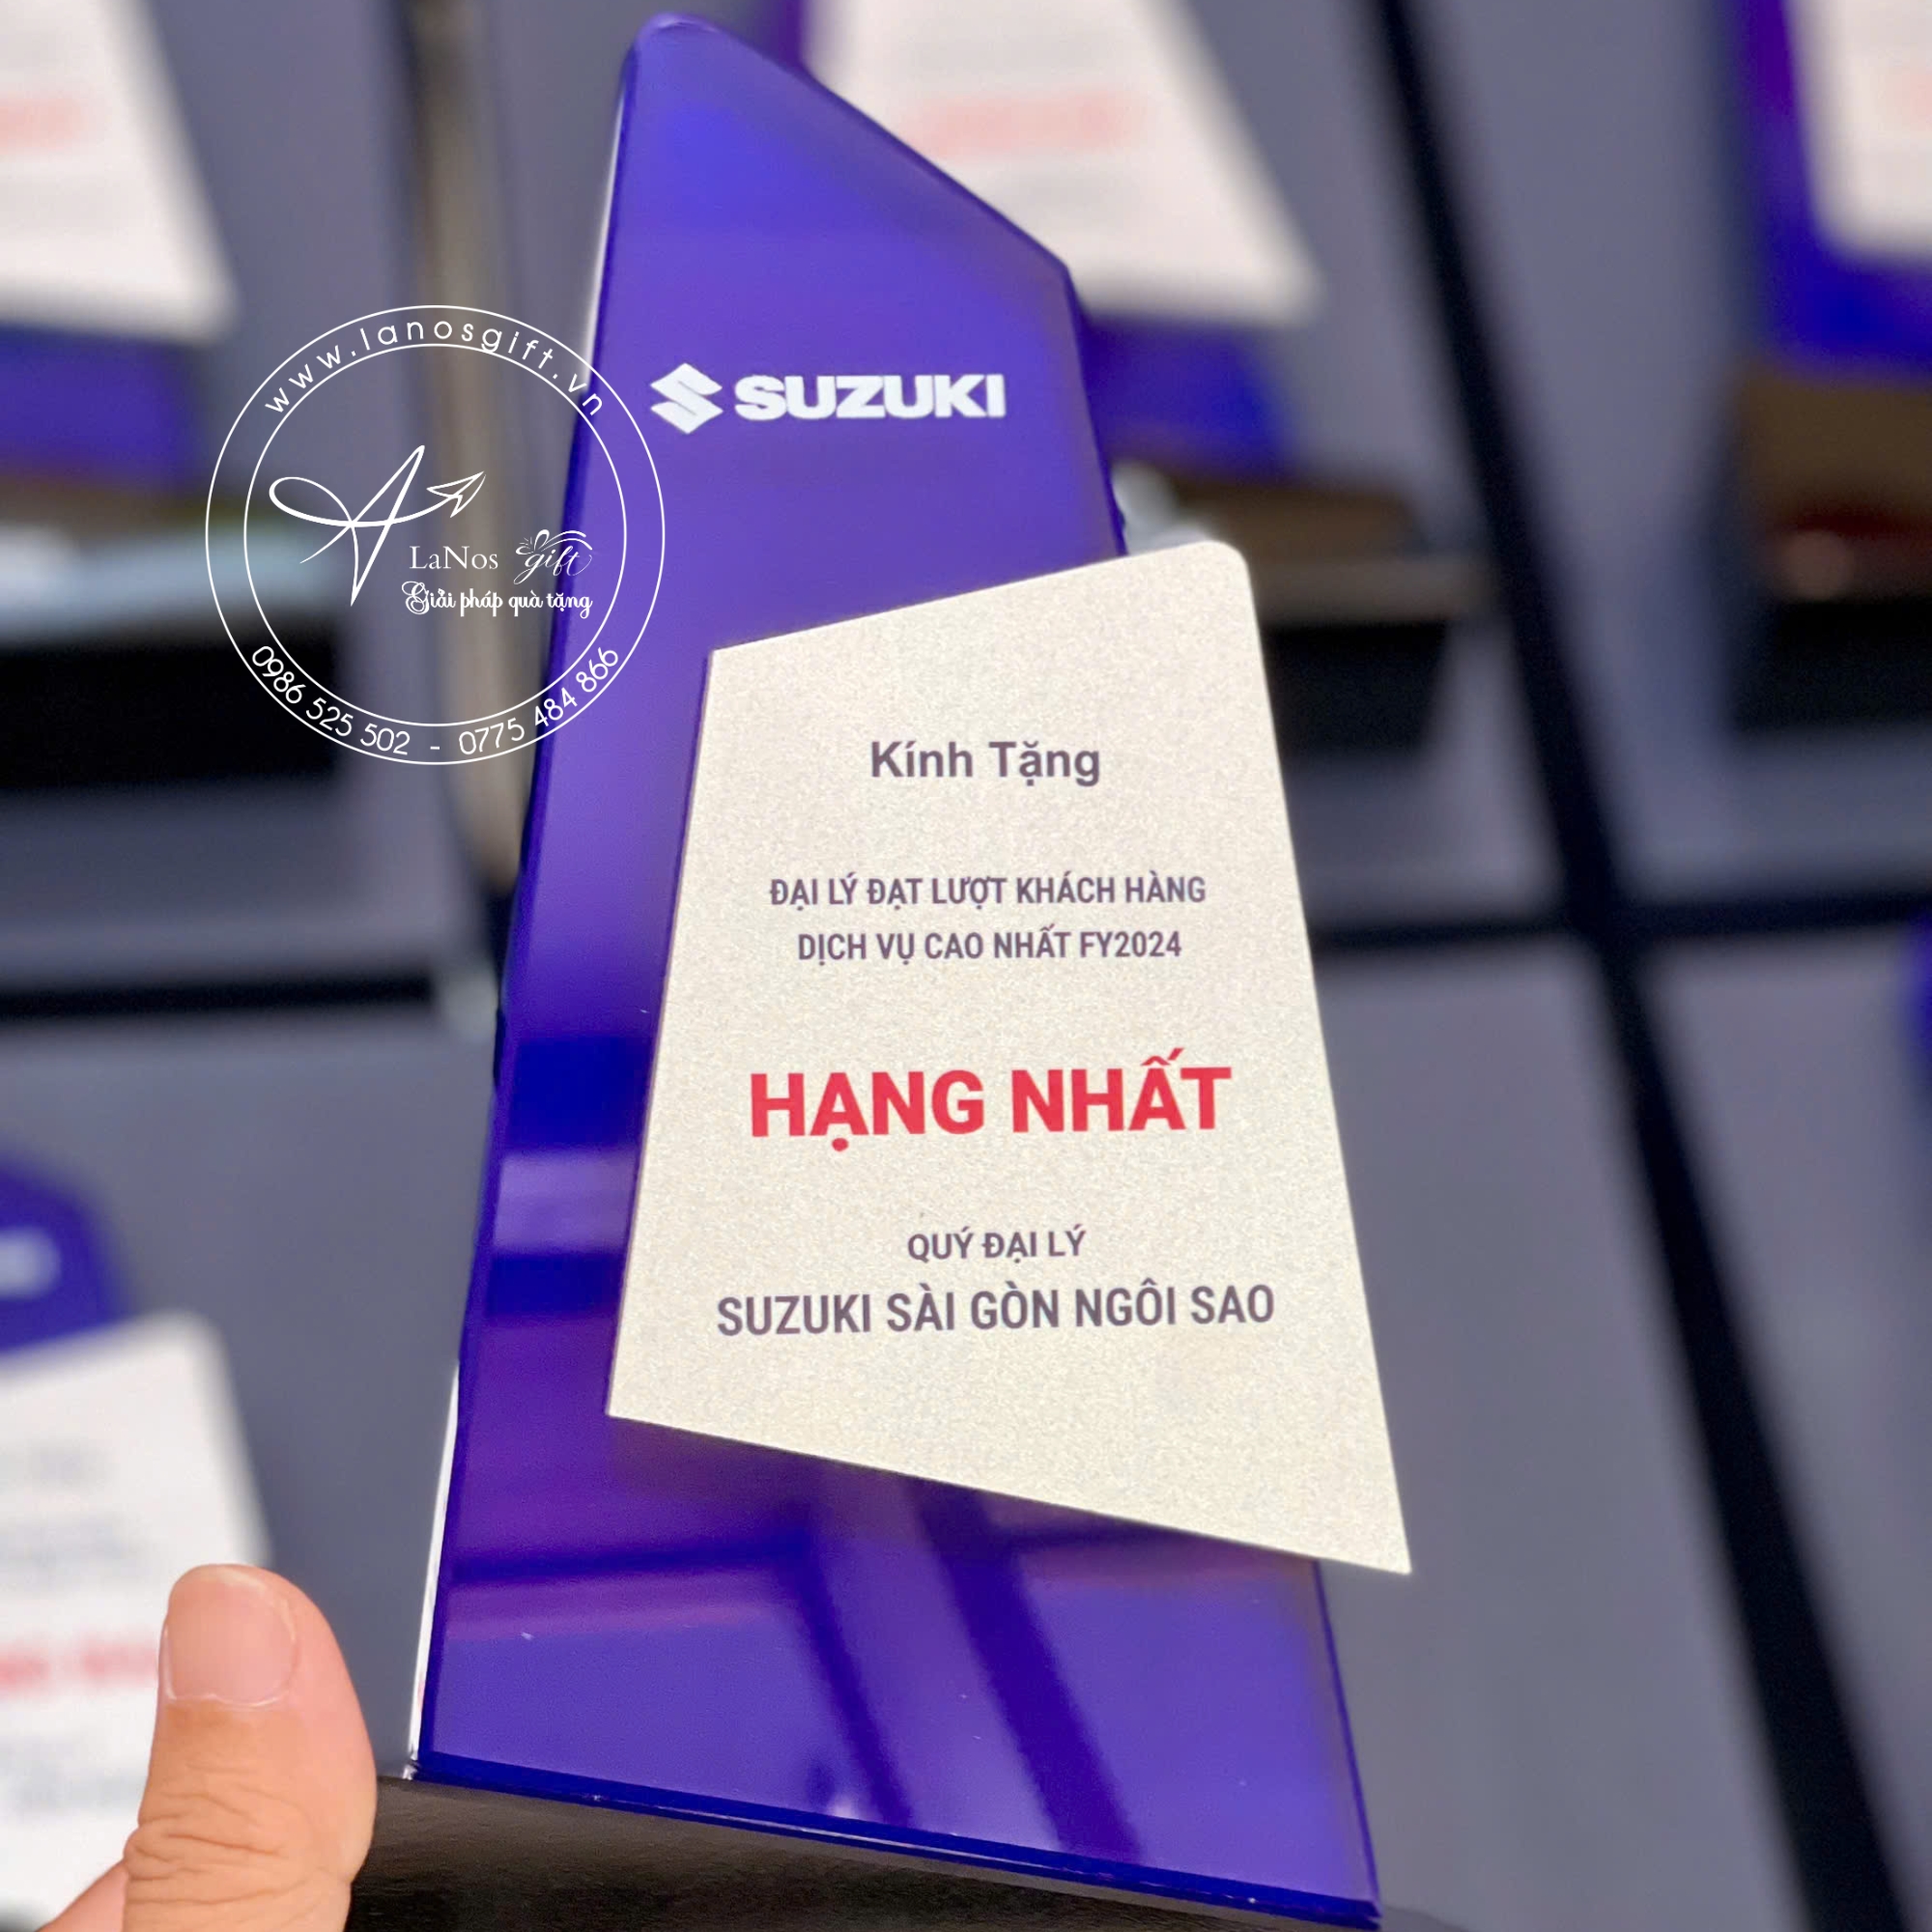 SUZUKI
www.lanosgift.vn
LaNos gift
Giải pháp quà tặng
0986 525 502 - 0775 484 866
Kính Tặng
ĐẠI LÝ ĐẠT LƯỢT KHÁCH HÀNG
DỊCH VỤ CAO NHẤT FY2024
HẠNG NHẤT
QUÝ ĐẠI LÝ
SUZUKI SÀI GÒN NGÔI SAO